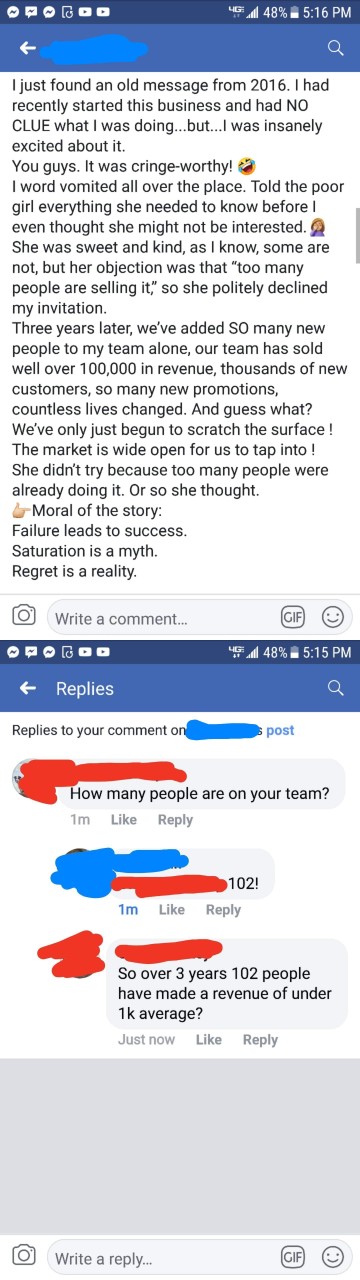 4G 48% 5:16 PM
I just found an old message from 2016. I had
recently started this business and had NO
CLUE what I was doing...but...I was insanely
excited about it.
You guys. It was cringe-worthy! 🤣
I word vomited all over the place. Told the poor
girl everything she needed to know before I
even thought she might not be interested. 🤦🏼‍♀️
She was sweet and kind, as I know, some are
not, but her objection was that “too many
people are selling it,” so she politely declined
my invitation.
Three years later, we’ve added SO many new
people to my team alone, our team has sold
well over 100,000 in revenue, thousands of new
customers, so many new promotions,
countless lives changed. And guess what?
We’ve only just begun to scratch the surface !
The market is wide open for us to tap into !
She didn’t try because too many people were
already doing it. Or so she thought.
👉🏼Moral of the story:
Failure leads to success.
Saturation is a myth.
Regret is a reality.
Write a comment...
GIF
4G 48% 5:15 PM
Replies
Replies to your comment on s post
How many people are on your team?
1m Like Reply
102!
1m Like Reply
So over 3 years 102 people
have made a revenue of under
1k average?
Just now Like Reply
Write a reply...
GIF